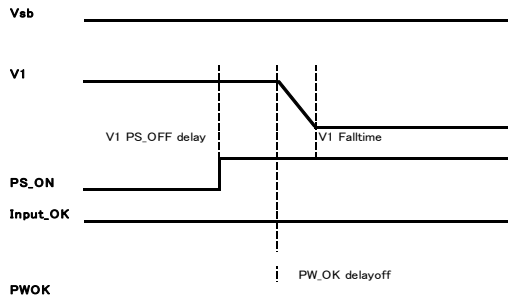 Vsb
V1
V1 PS_OFF delay
V1 Falltime
PS_ON
Input_OK
PW_OK delayoff
PWOK